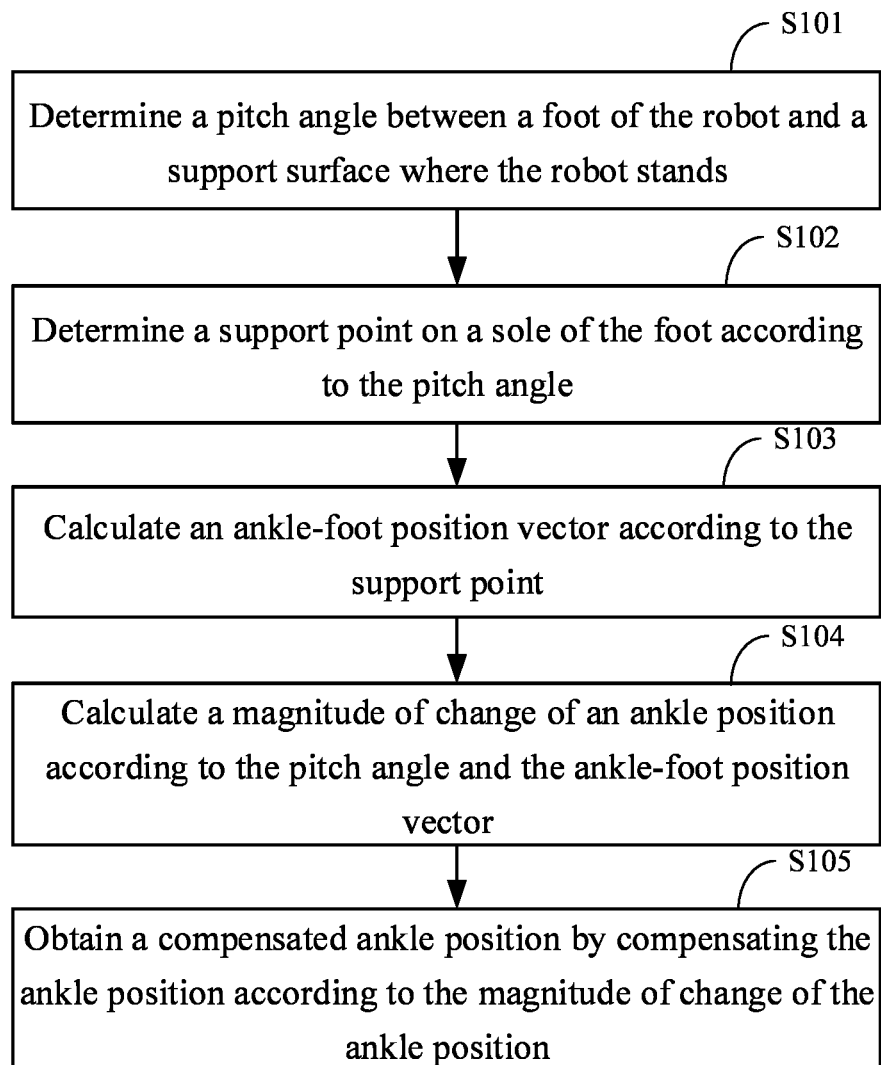 S101
Determine a pitch angle between a foot of the robot and a
support surface where the robot stands
S102
Determine a support point on a sole of the foot according
to the pitch angle
S103
Calculate an ankle-foot position vector according to the
support point
S104
Calculate a magnitude of change of an ankle position
according to the pitch angle and the ankle-foot position
vector
S105
Obtain a compensated ankle position by compensating the
ankle position according to the magnitude of change of the
ankle position